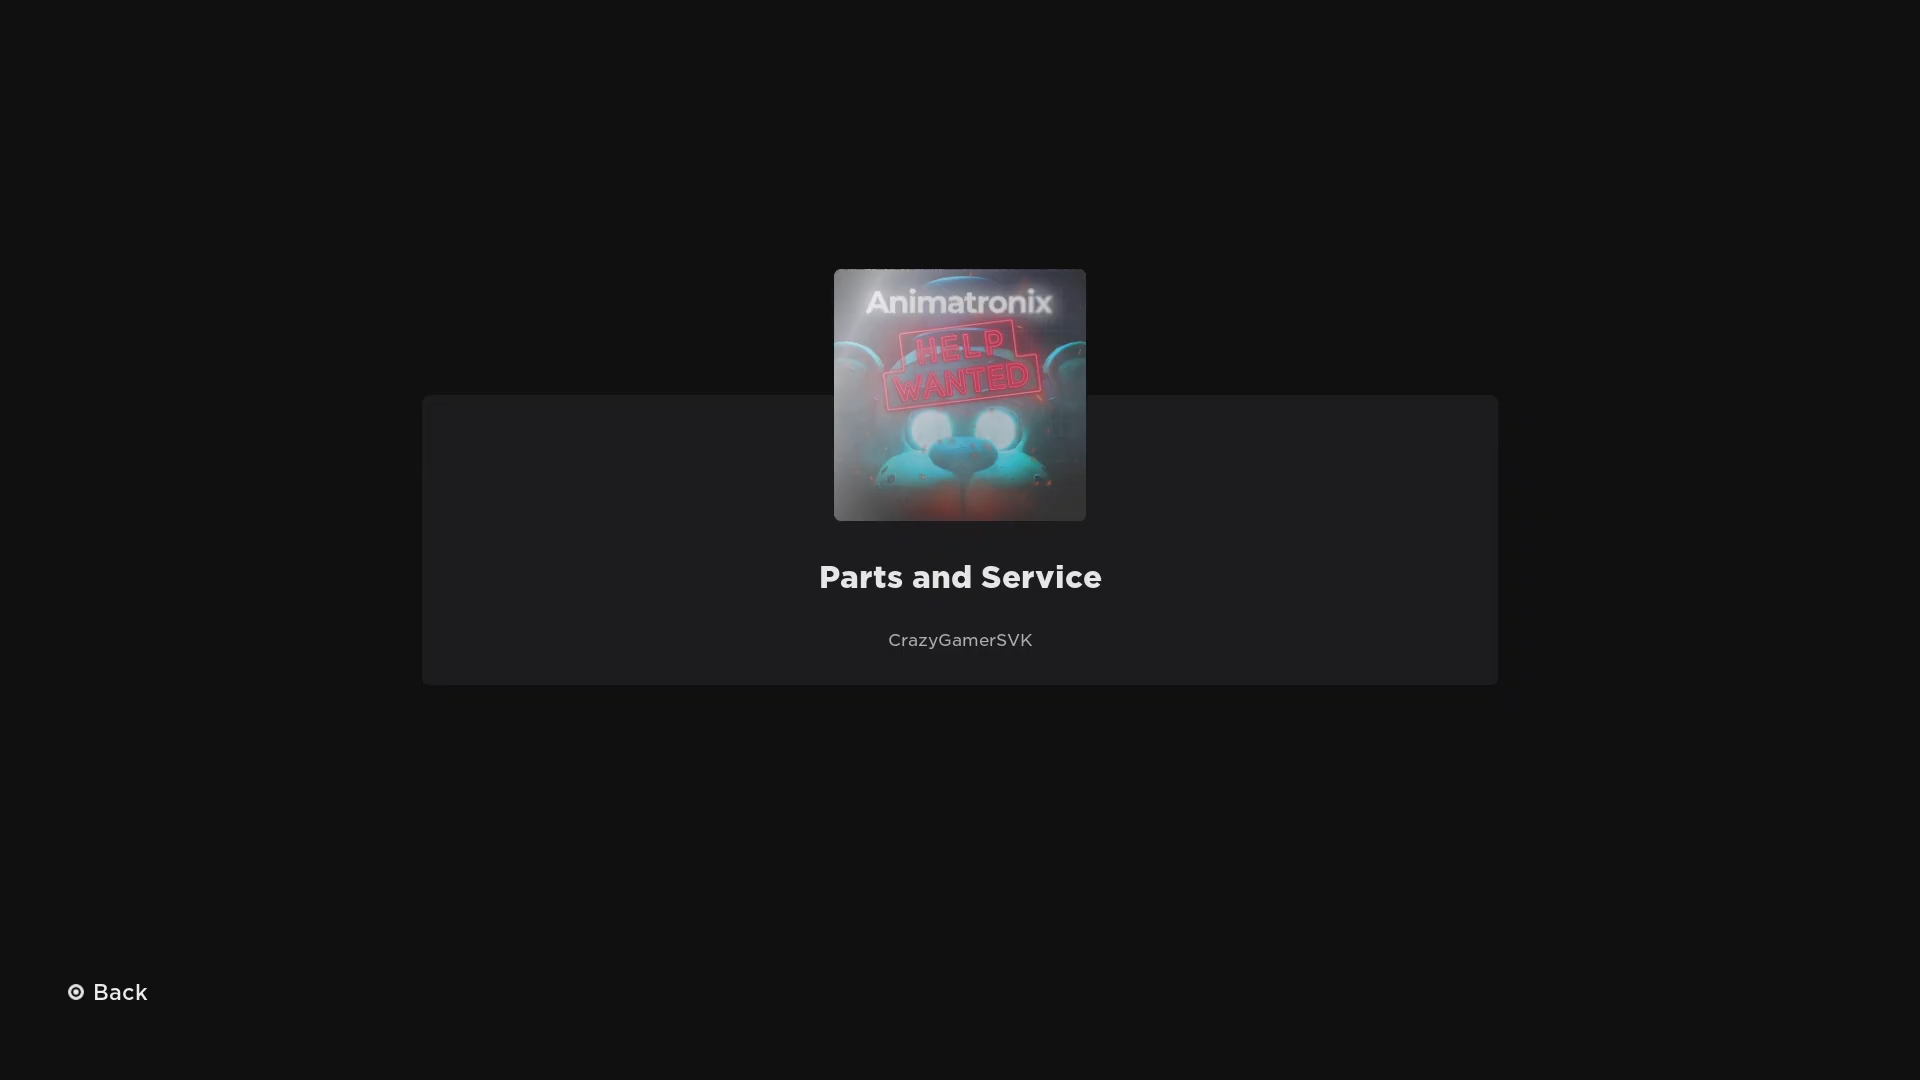 Animatronix
HELP
WANTED
Parts and Service
CrazyGamerSVK
Back